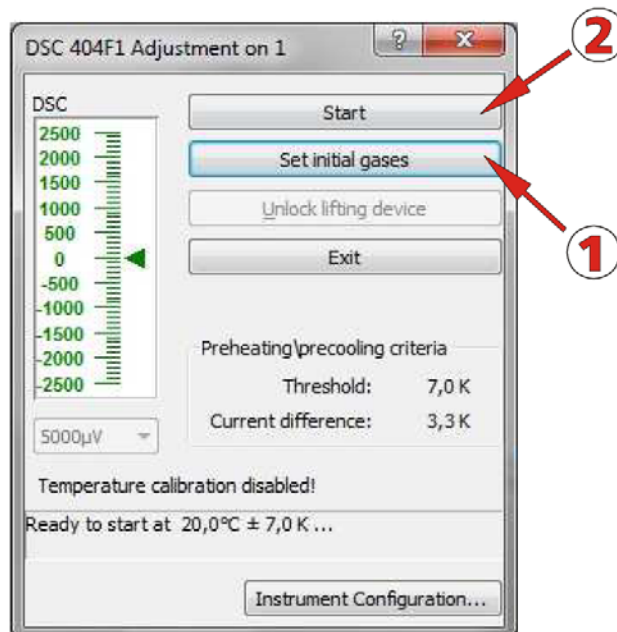 DSC 404F1 Adjustment on 1
?
X
2
DSC
2500
2000
1500
1000
500
0
-500
-1000
-1500
-2000
-2500
Start
Set initial gases
1
Unlock lifting device
Exit
Preheating\precooling criteria
Threshold: 7,0 K
Current difference: 3,3 K
5000µV
Temperature calibration disabled!
Ready to start at 20,0°C ± 7,0 K ...
Instrument Configuration...